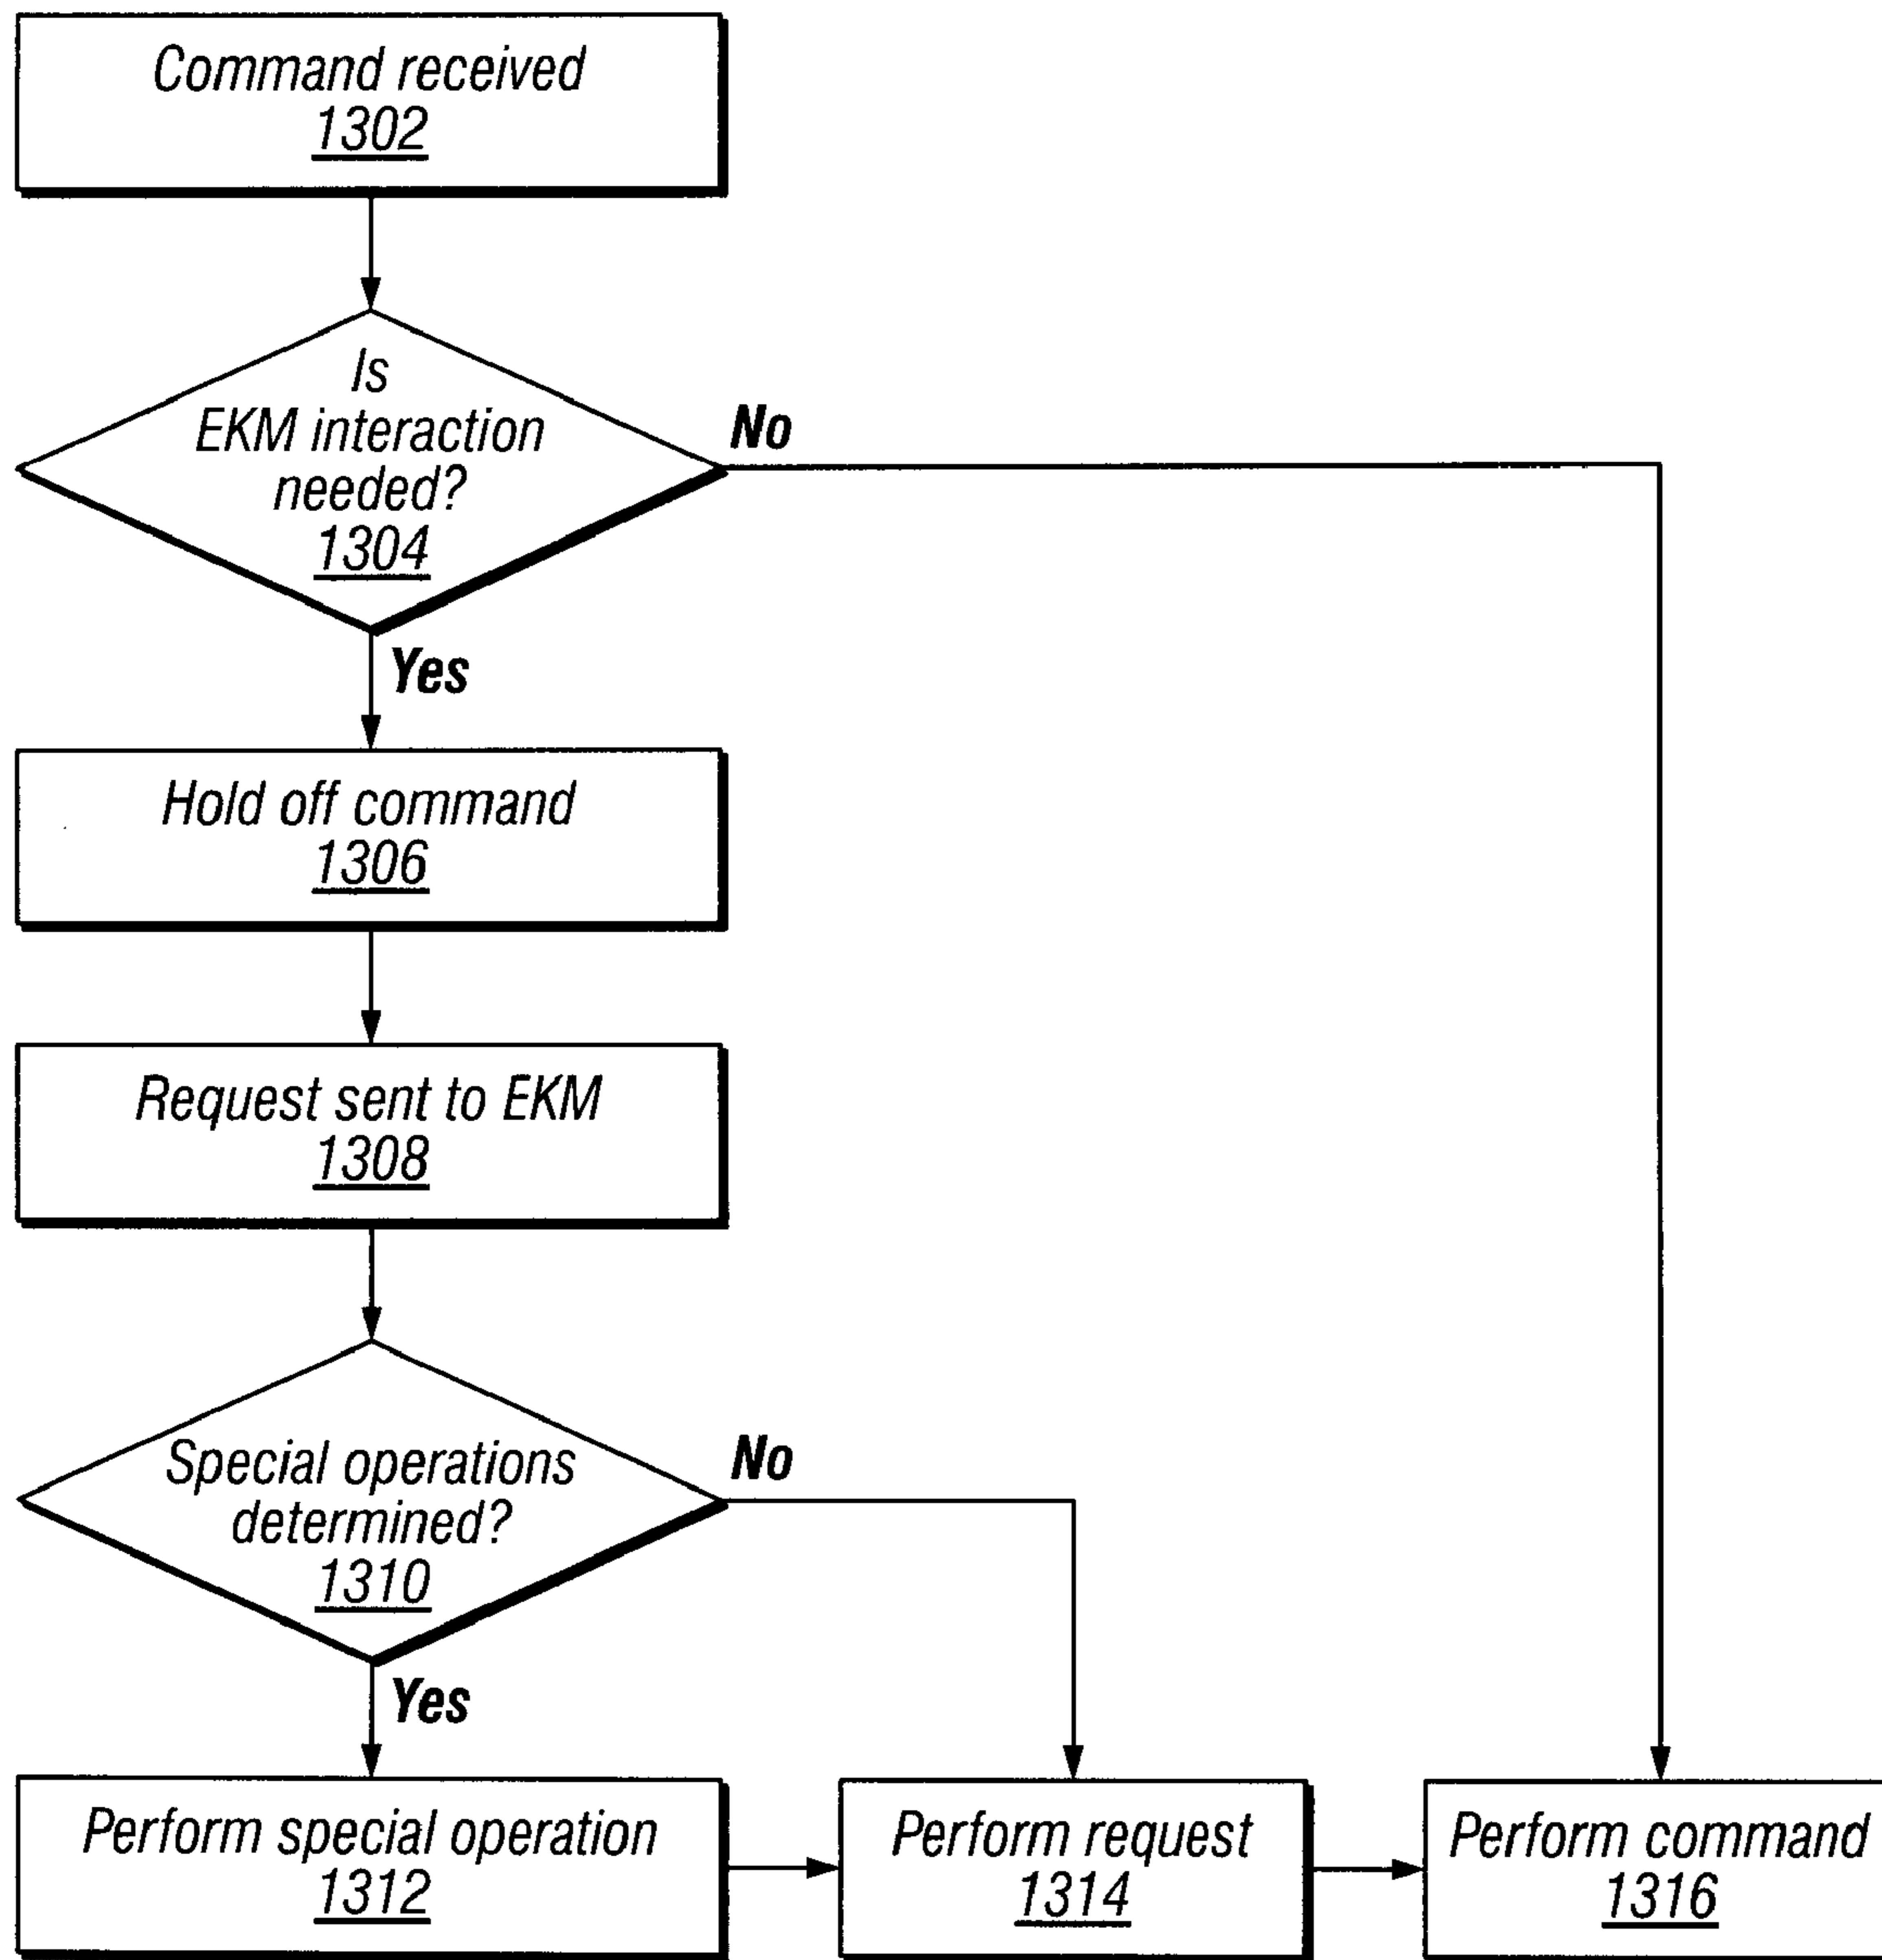 Command received
1302
Is
EKM interaction
needed?
1304
No
Yes
Hold off command
1306
Request sent to EKM
1308
Special operations
determined?
1310
No
Yes
Perform special operation
1312
Perform request
1314
Perform command
1316